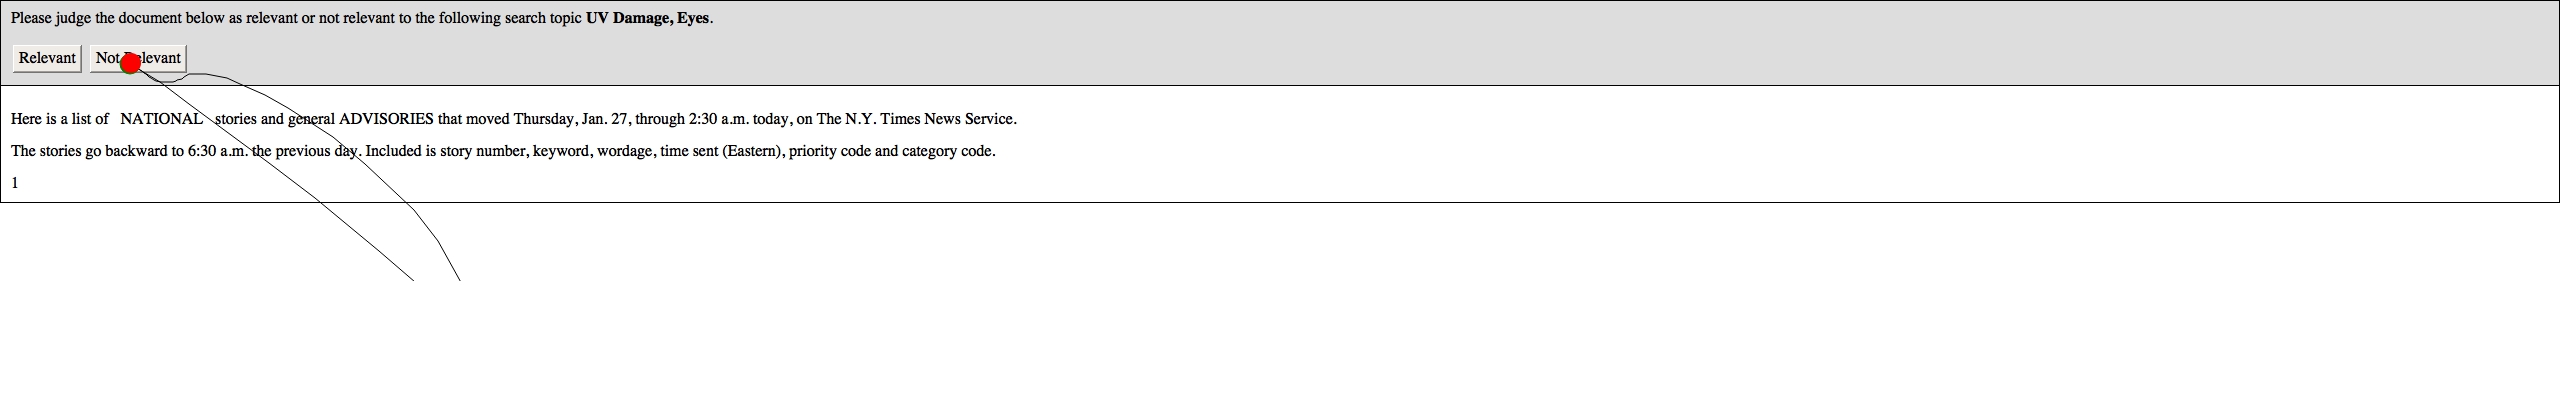 Please judge the document below as relevant or not relevant to the following search topic UV Damage, Eyes.
Relevant Not Relevant
Here is a list of NATIONAL stories and general ADVISORIES that moved Thursday, Jan. 27, through 2:30 a.m. today, on The N.Y. Times News Service.
The stories go backward to 6:30 a.m. the previous day. Included is story number, keyword, wordage, time sent (Eastern), priority code and category code.
1